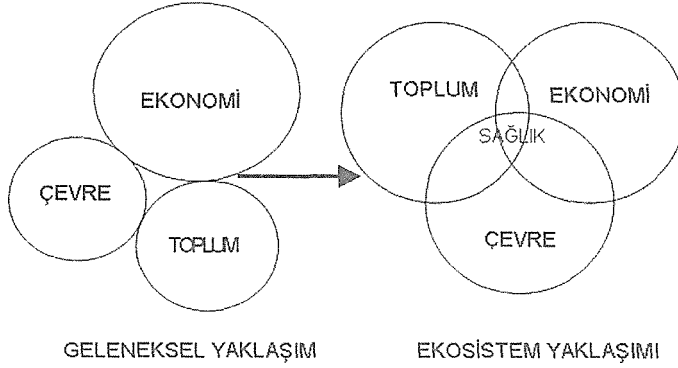 EKONOMİ
ÇEVRE
TOPLUM
TOPLUM
EKONOMİ
SAĞLIK
ÇEVRE
GELENEKSEL YAKLAŞIM
EKOSİSTEM YAKLAŞIMI